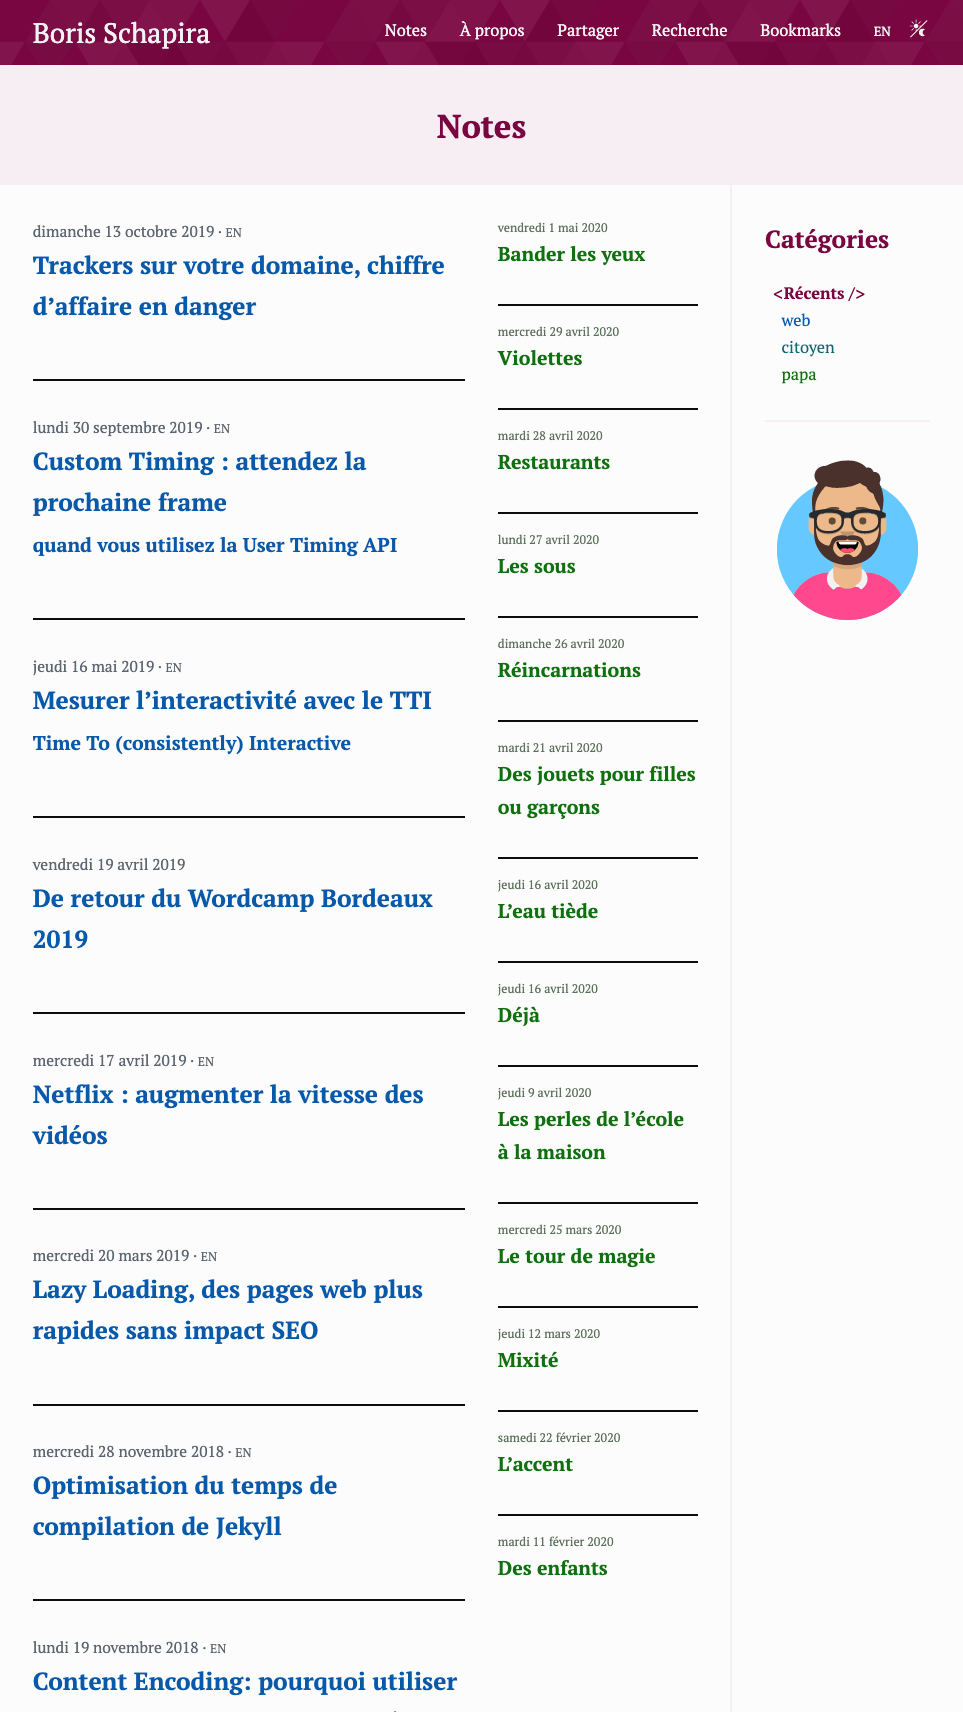 Boris Schapira
Notes
À propos
Partager
Recherche
Bookmarks
EN
Notes
dimanche 13 octobre 2019 · EN
Trackers sur votre domaine, chiffre
d’affaire en danger
lundi 30 septembre 2019 · EN
Custom Timing : attendez la
prochaine frame
quand vous utilisez la User Timing API
jeudi 16 mai 2019 · EN
Mesurer l’interactivité avec le TTI
Time To (consistently) Interactive
vendredi 19 avril 2019
De retour du Wordcamp Bordeaux
2019
mercredi 17 avril 2019 · EN
Netflix : augmenter la vitesse des
vidéos
mercredi 20 mars 2019 · EN
Lazy Loading, des pages web plus
rapides sans impact SEO
mercredi 28 novembre 2018 · EN
Optimisation du temps de
compilation de Jekyll
lundi 19 novembre 2018 · EN
Content Encoding: pourquoi utiliser
vendredi 1 mai 2020
Bander les yeux
mercredi 29 avril 2020
Violettes
mardi 28 avril 2020
Restaurants
lundi 27 avril 2020
Les sous
dimanche 26 avril 2020
Réincarnations
mardi 21 avril 2020
Des jouets pour filles
ou garçons
jeudi 16 avril 2020
L’eau tiède
jeudi 16 avril 2020
Déjà
jeudi 9 avril 2020
Les perles de l’école
à la maison
mercredi 25 mars 2020
Le tour de magie
jeudi 12 mars 2020
Mixité
samedi 22 février 2020
L’accent
mardi 11 février 2020
Des enfants
Catégories
<Récents />
web
citoyen
papa